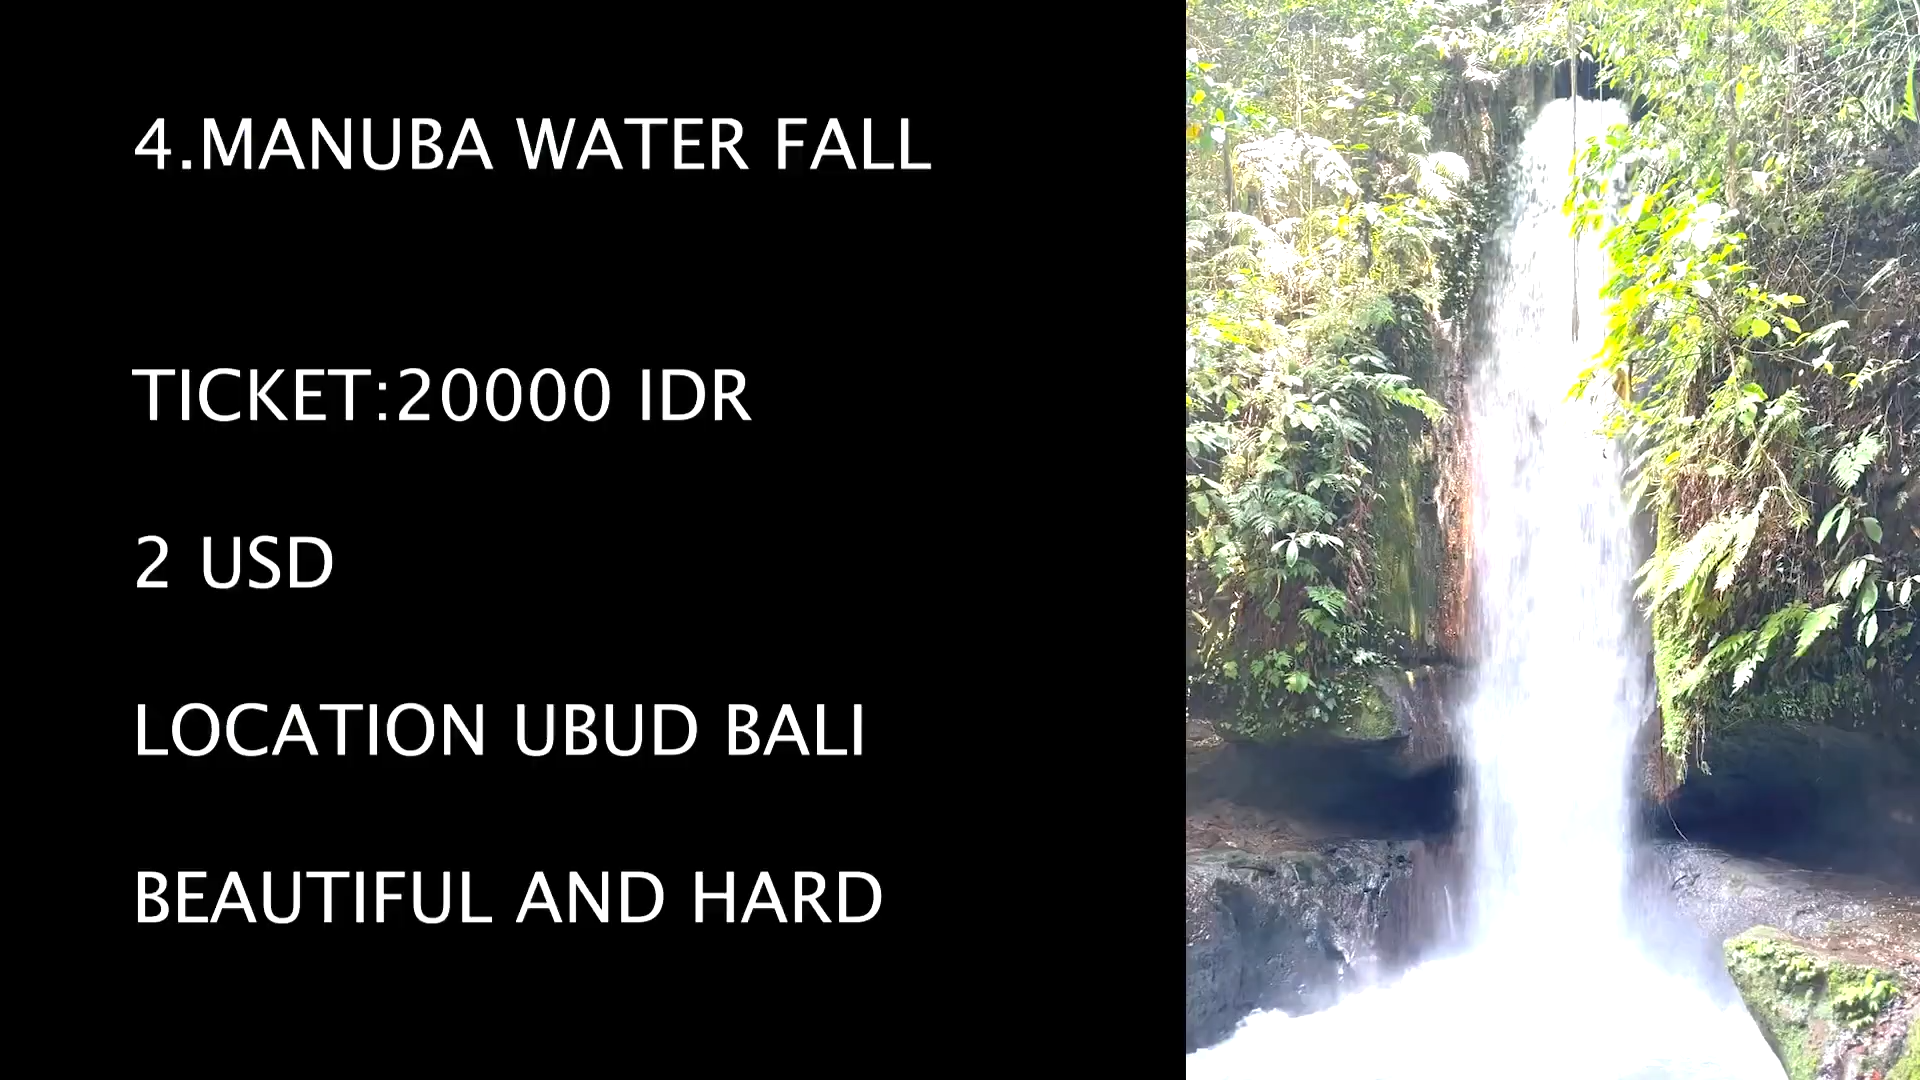 4.MANUBA WATER FALL
TICKET:20000 IDR
2 USD
LOCATION UBUD BALI
BEAUTIFUL AND HARD